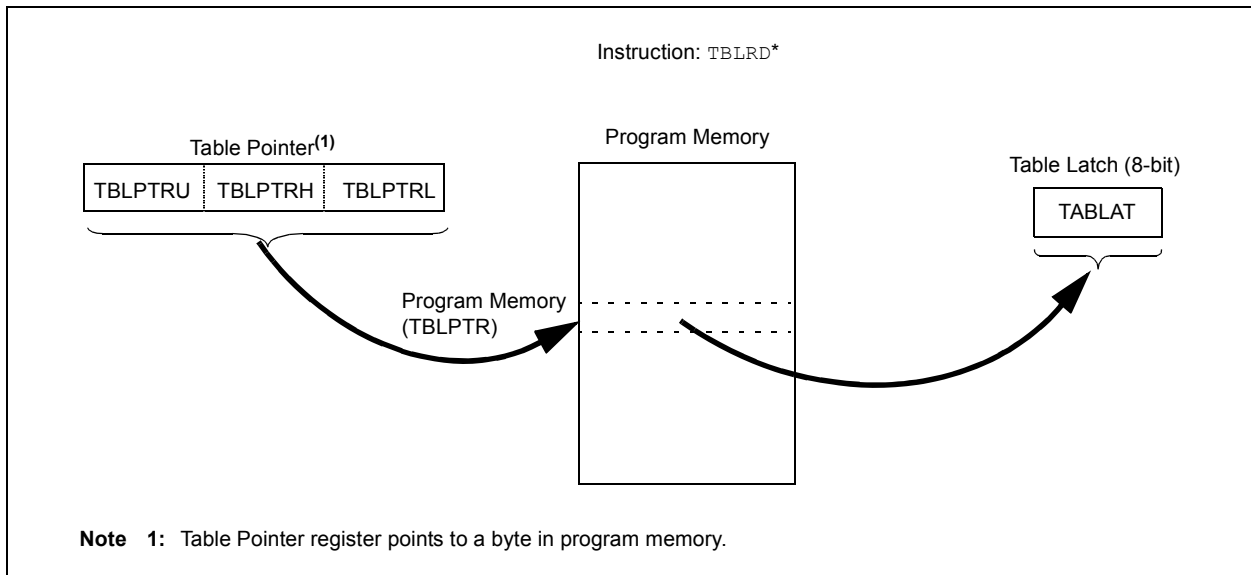 Instruction: TBLRD*
Table Pointer(1)
TBLPTRU TBLPTRH TBLPTRL
Program Memory
Table Latch (8-bit)
TABLAT
Program Memory
(TBLPTR)
Note 1: Table Pointer register points to a byte in program memory.